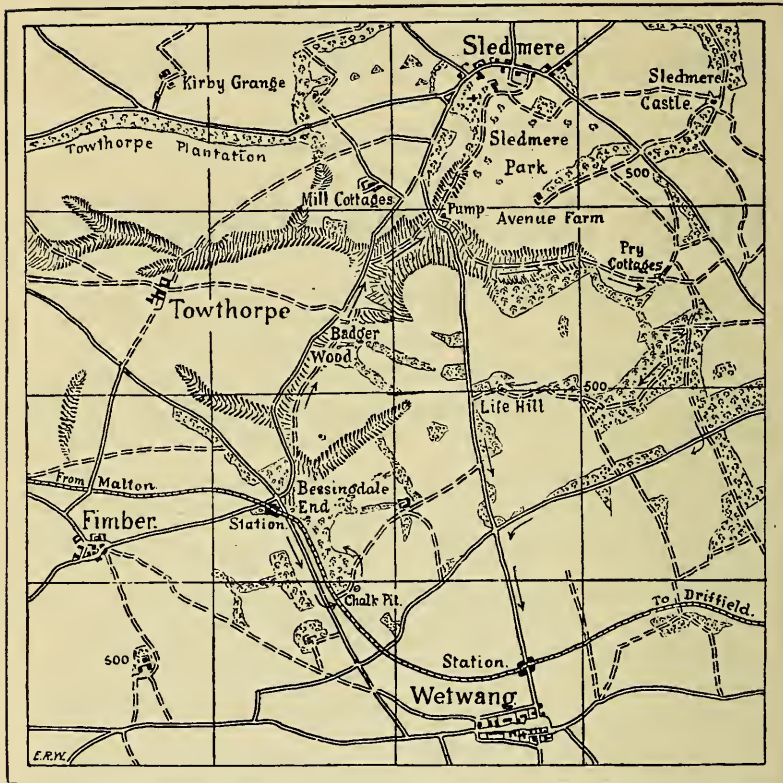 Sledmere
Kirby Grange
Sledmere
Castle.
Towthorpe Plantation
Sledmere
Park
500
Mill Cottages
Pump
Avenue Farm
Pry
Cottages
Towthorpe
Badger
Wood
500
Life Hill
From Malton.
Bessingdale
End
Station
Fimber.
Chalk Pit.
To Driffield.
500
Station.
Wetwang
E.R.W.